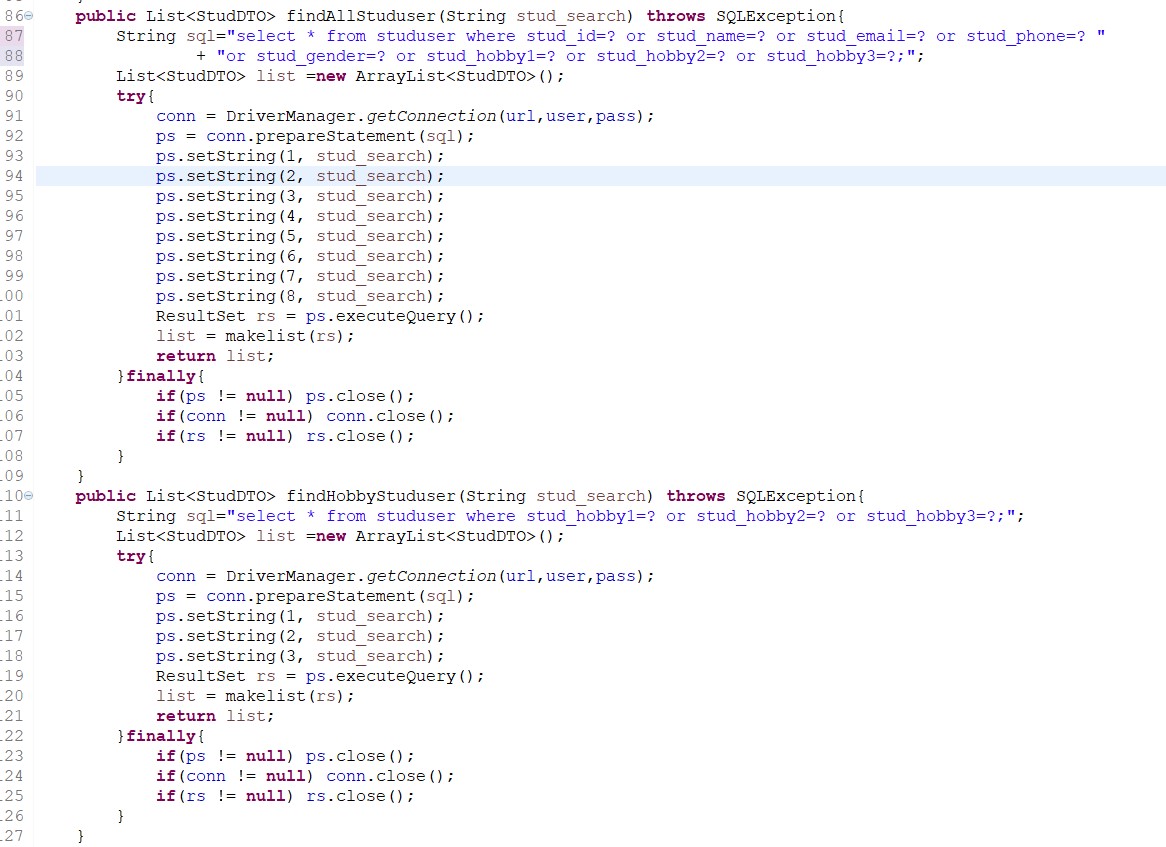 86 public List<StudDTO> findAllStuduser(String stud_search) throws SQLException{
87 String sql="select * from studuser where stud_id=? or stud_name=? or stud_email=? or stud_phone=? "
88 + "or stud_gender=? or stud_hobby1=? or stud_hobby2=? or stud_hobby3=?;";
89 List<StudDTO> list =new ArrayList<StudDTO>();
90 try{
91 conn = DriverManager.getConnection(url,user,pass);
92 ps = conn.prepareStatement(sql);
93 ps.setString(1, stud_search);
94 ps.setString(2, stud_search);
95 ps.setString(3, stud_search);
96 ps.setString(4, stud_search);
97 ps.setString(5, stud_search);
98 ps.setString(6, stud_search);
99 ps.setString(7, stud_search);
00 ps.setString(8, stud_search);
01 ResultSet rs = ps.executeQuery();
02 list = makelist(rs);
03 return list;
04 }finally{
05 if(ps != null) ps.close();
06 if(conn != null) conn.close();
07 if(rs != null) rs.close();
08 }
09 }
10 public List<StudDTO> findHobbyStuduser(String stud_search) throws SQLException{
11 String sql="select * from studuser where stud_hobby1=? or stud_hobby2=? or stud_hobby3=?;";
12 List<StudDTO> list =new ArrayList<StudDTO>();
13 try{
14 conn = DriverManager.getConnection(url,user,pass);
15 ps = conn.prepareStatement(sql);
16 ps.setString(1, stud_search);
17 ps.setString(2, stud_search);
18 ps.setString(3, stud_search);
19 ResultSet rs = ps.executeQuery();
20 list = makelist(rs);
21 return list;
22 }finally{
23 if(ps != null) ps.close();
24 if(conn != null) conn.close();
25 if(rs != null) rs.close();
26 }
27 }